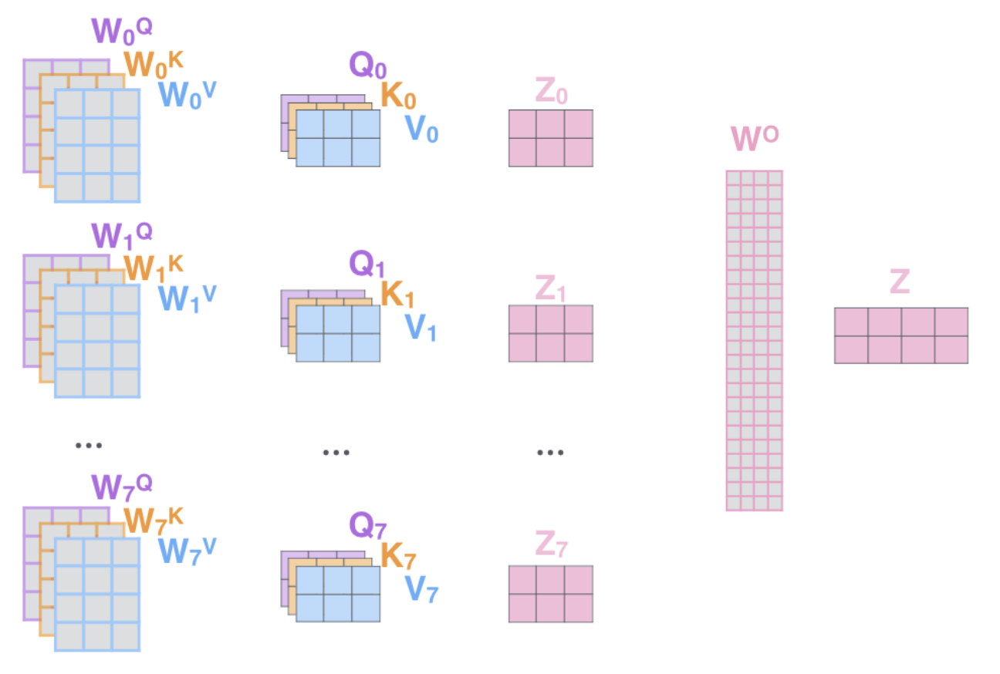 W₀Q
W₀K
W₀V
Q₀
K₀
V₀
Z₀
WO
W₁Q
W₁K
W₁V
Q₁
K₁
V₁
Z₁
Z
...
...
...
W₇Q
W₇K
W₇V
Q₇
K₇
V₇
Z₇